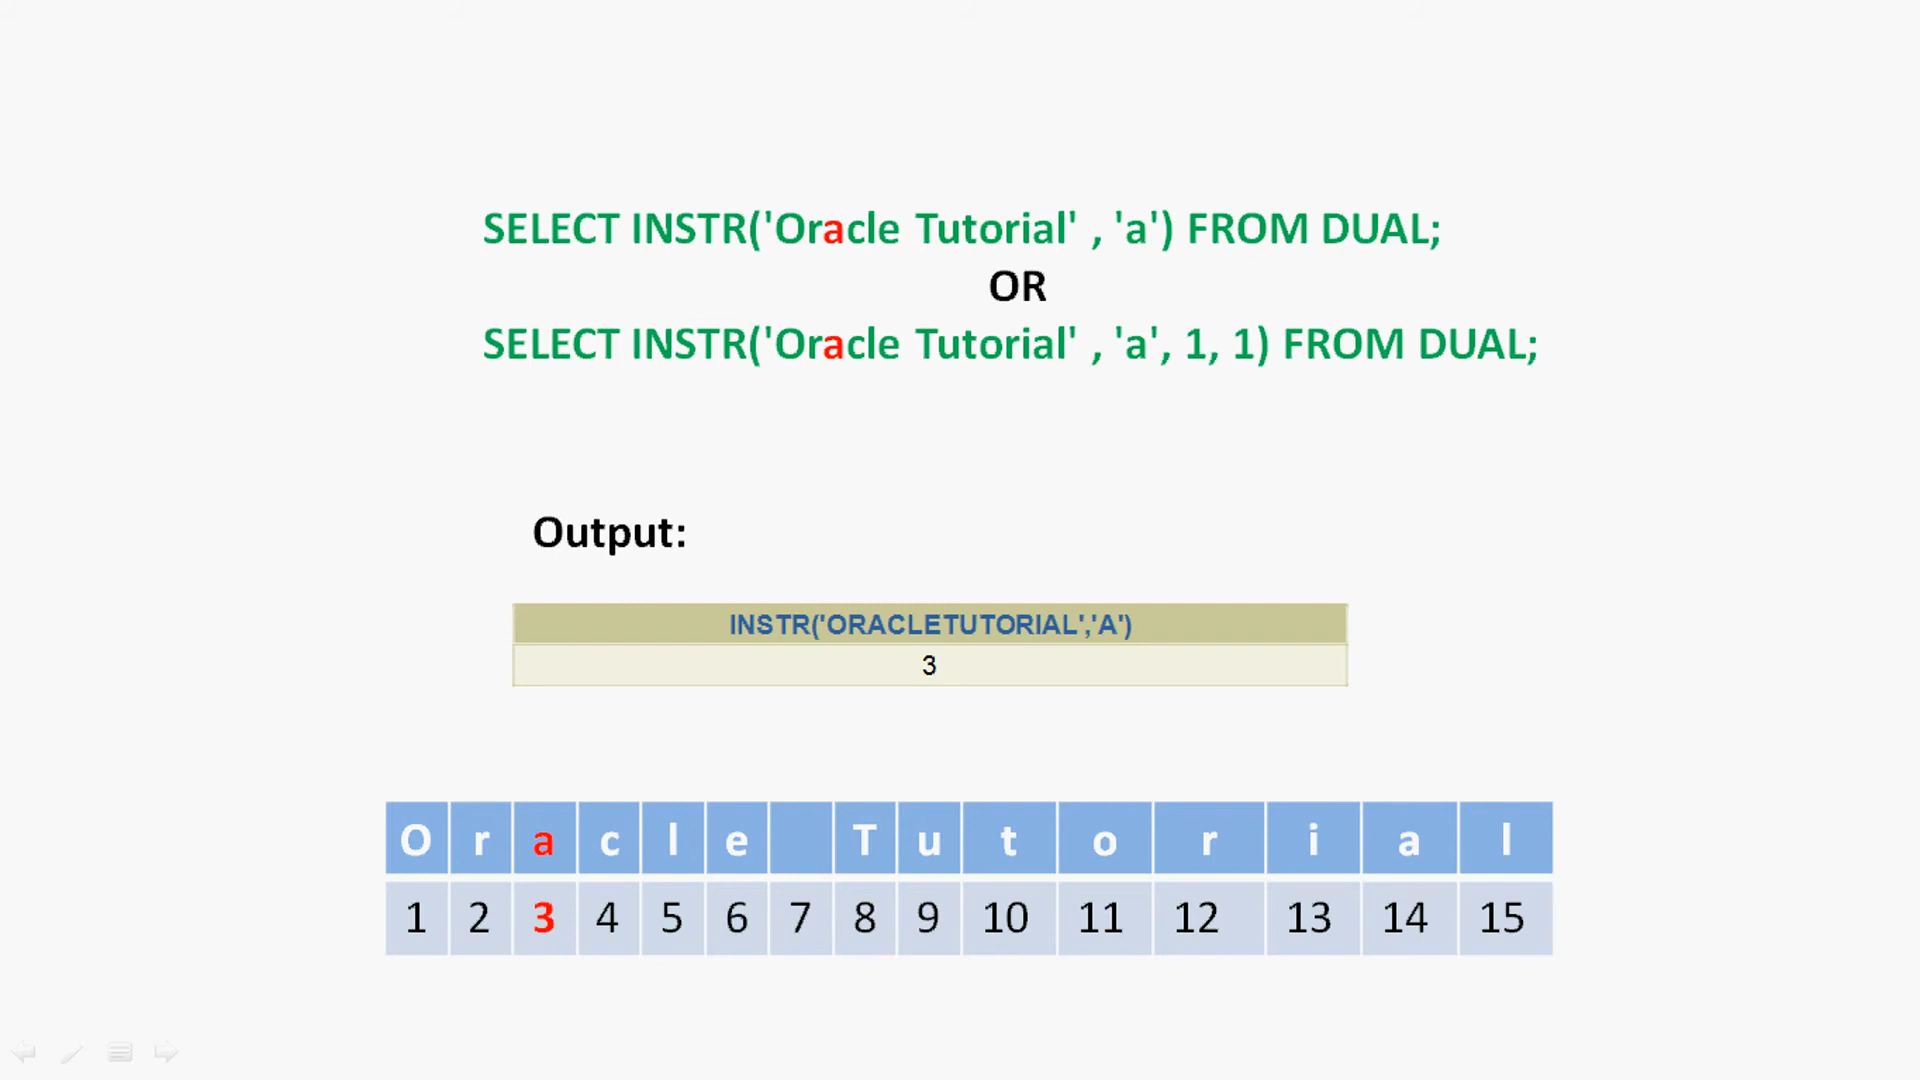 SELECT INSTR('Oracle Tutorial' , 'a') FROM DUAL;
OR
SELECT INSTR('Oracle Tutorial' , 'a', 1, 1) FROM DUAL;
Output:
INSTR('ORACLETUTORIAL','A')
3
O r a c l e T u t o r i a l
1 2 3 4 5 6 7 8 9 10 11 12 13 14 15